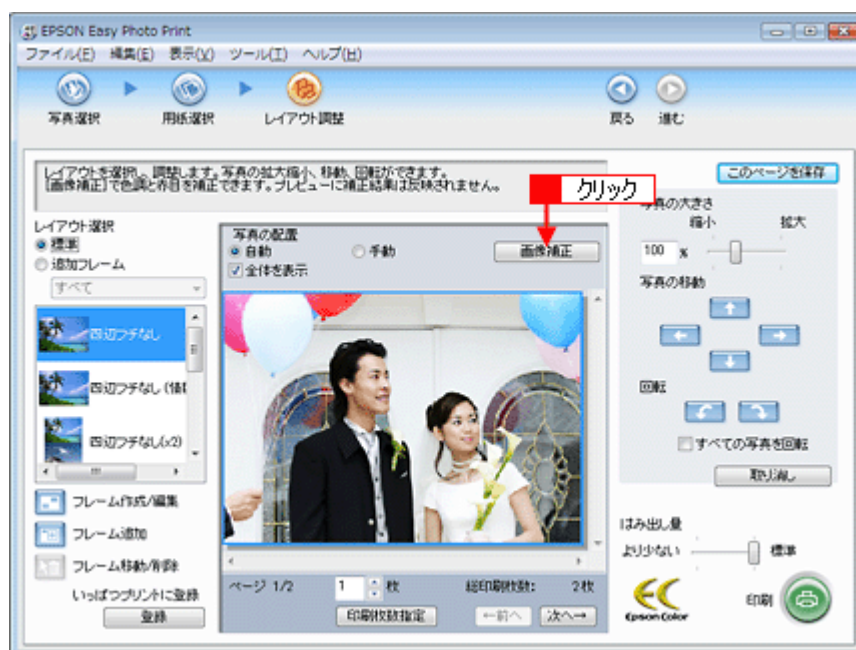 EPSON Easy Photo Print
ファイル(F) 編集(E) 表示(V) ツール(T) ヘルプ(H)
写真選択 用紙選択 レイアウト調整 戻る 進む
レイアウトを選択し、調整します。写真の拡大縮小、移動、回転ができます。
[画像補正]で色調と赤目を補正できます。プレビューに補正結果は反映されません。
クリック
このページを保存
レイアウト選択
標準
追加フレーム
すべて
四辺フチなし
四辺フチなし(x2)
フレーム作成/編集
フレーム追加
フレーム移動/削除
いっぱつプリントに登録
登録
写真の配置
自動 手動 画像補正
全体を表示
ページ 1/2 1 枚 総印刷枚数: 2枚
印刷枚数指定 ←前へ 次へ→
写真の大きさ
縮小 拡大
100 %
写真の移動
回転
すべての写真を回転
取り消し
はみ出し量
より少ない 標準
Epson Color 印刷